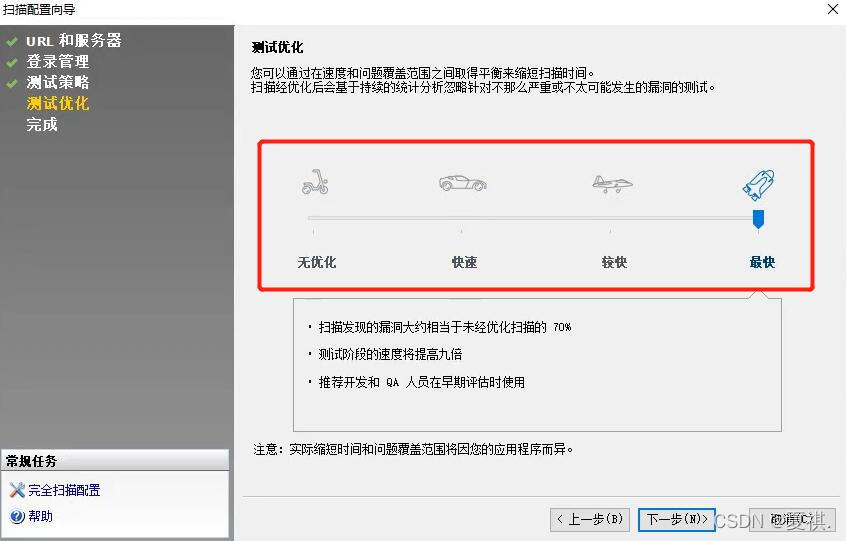 扫描配置向导
URL 和服务器
登录管理
测试策略
测试优化
完成
测试优化
您可以通过在速度和问题覆盖范围之间取得平衡来缩短扫描时间。
扫描经优化后会基于持续的统计分析忽略针对不那么严重或不太可能发生的漏洞的测试。
无优化
快速
较快
最快
· 扫描发现的漏洞大约相当于未经优化扫描的 70%
· 测试阶段的速度将提高九倍
· 推荐开发和 QA 人员在早期评估时使用
注意: 实际缩短时间和问题覆盖范围将因您的应用程序而异。
常规任务
完全扫描配置
帮助
< 上一步(B)
下一步(N)>
取消(C)
CSDN @夏祺.